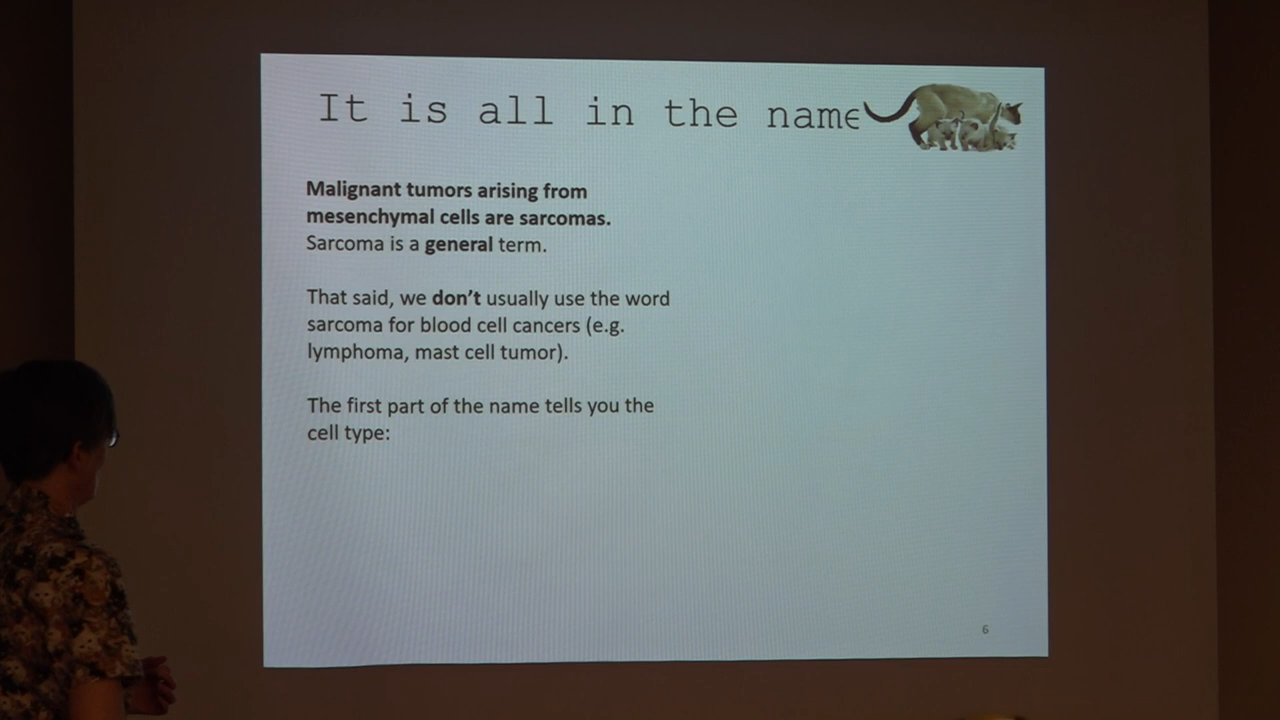 It is all in the name
Malignant tumors arising from
mesenchymal cells are sarcomas.
Sarcoma is a general term.
That said, we don't usually use the word
sarcoma for blood cell cancers (e.g.
lymphoma, mast cell tumor).
The first part of the name tells you the
cell type:
6